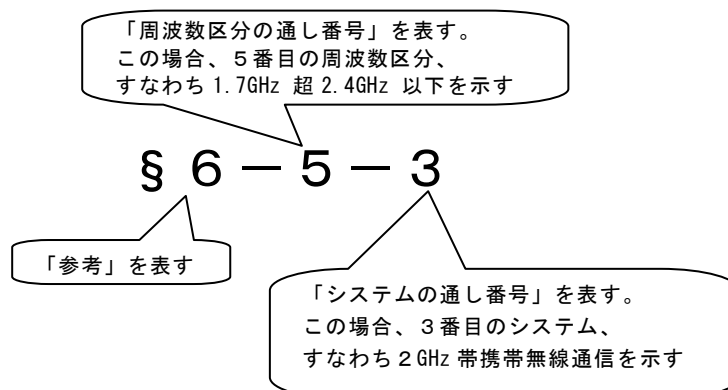 「周波数区分の通し番号」を表す。
この場合、５番目の周波数区分、
すなわち 1.7GHz 超 2.4GHz 以下を示す
§６－５－３
「参考」を表す
「システムの通し番号」を表す。
この場合、３番目のシステム、
すなわち２GHz 帯携帯無線通信を示す